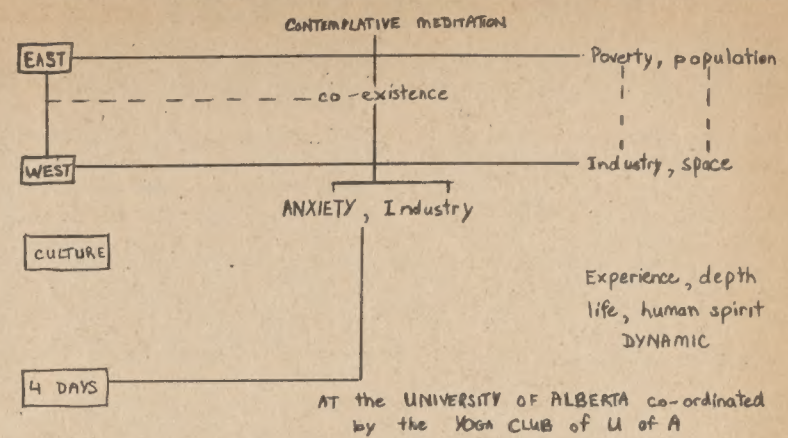 CONTEMPLATIVE MEDITATION
EAST
Poverty, population
co-existence
WEST
Industry, space
ANXIETY, Industry
CULTURE
Experience, depth
life, human spirit
DYNAMIC
4 DAYS
AT the UNIVERSITY OF ALBERTA co-ordinated
by the YOGA CLUB of U of A